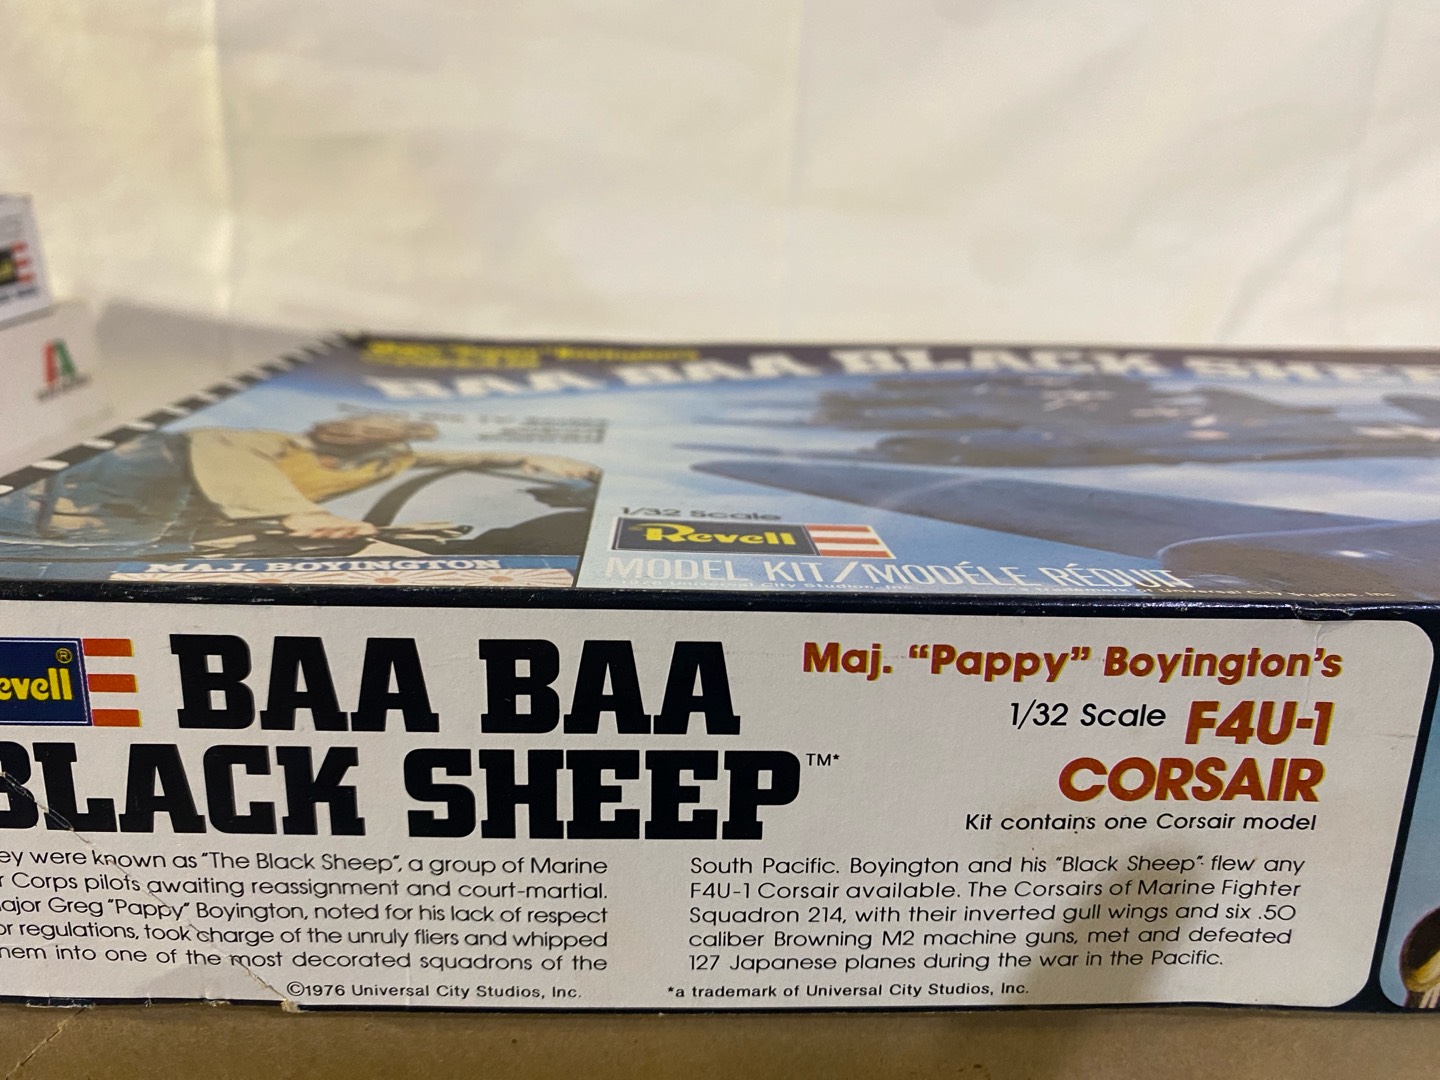 BAA BAA BLACK SHEEP
1/32 Scale
Revell
MAJ. BOYINGTON
MODEL KIT/MODÉLE RÉDUIT
evell®
BAA BAA
BLACK SHEEP™*
Maj. “Pappy” Boyington's
1/32 Scale F4U-1
CORSAIR
Kit contains one Corsair model
ey were known as "The Black Sheep", a group of Marine
r Corps pilots awaiting reassignment and court-martial.
ajor Greg "Pappy" Boyington, noted for his lack of respect
or regulations, took charge of the unruly fliers and whipped
hem into one of the most decorated squadrons of the
©1976 Universal City Studios, Inc.
South Pacific. Boyington and his "Black Sheep" flew any
F4U-1 Corsair available. The Corsairs of Marine Fighter
Squadron 214, with their inverted gull wings and six .50
caliber Browning M2 machine guns, met and defeated
127 Japanese planes during the war in the Pacific.
*a trademark of Universal City Studios, Inc.